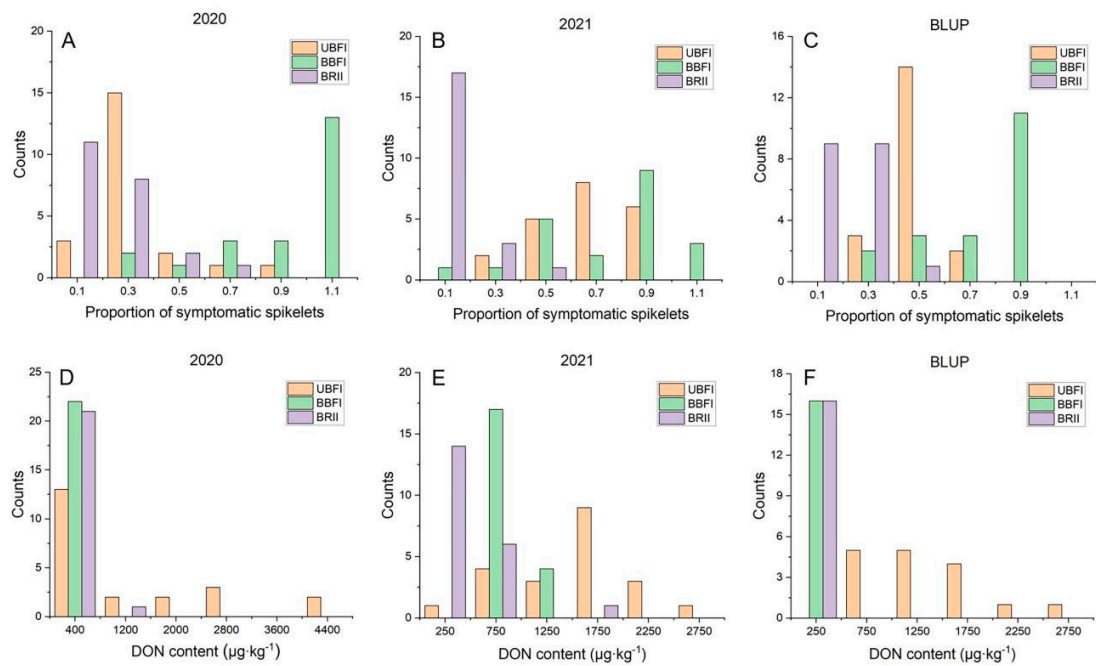 2020
A
UBFI
BBFI
BRII
20
15
10
5
0
Counts
0.1 0.3 0.5 0.7 0.9 1.1
Proportion of symptomatic spikelets
2021
B
UBFI
BBFI
BRII
20
15
10
5
0
Counts
0.1 0.3 0.5 0.7 0.9 1.1
Proportion of symptomatic spikelets
BLUP
C
UBFI
BBFI
BRII
16
12
8
4
0
Counts
0.1 0.3 0.5 0.7 0.9 1.1
Proportion of symptomatic spikelets
2020
D
UBFI
BBFI
BRII
25
20
15
10
5
0
Counts
400 1200 2000 2800 3600 4400
DON content (μg·kg⁻¹)
2021
E
UBFI
BBFI
BRII
20
15
10
5
0
Counts
250 750 1250 1750 2250 2750
DON content (μg·kg⁻¹)
BLUP
F
UBFI
BBFI
BRII
18
15
12
9
6
3
0
Counts
250 750 1250 1750 2250 2750
DON content (μg·kg⁻¹)